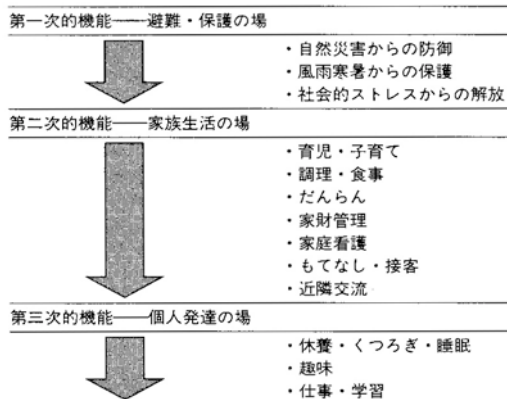 第一次的機能——避難・保護の場
・自然災害からの防御
・風雨寒暑からの保護
・社会的ストレスからの解放
第二次的機能——家族生活の場
・育児・子育て
・調理・食事
・だんらん
・家財管理
・家庭看護
・もてなし・接客
・近隣交流
第三次的機能——個人発達の場
・休養・くつろぎ・睡眠
・趣味
・仕事・学習